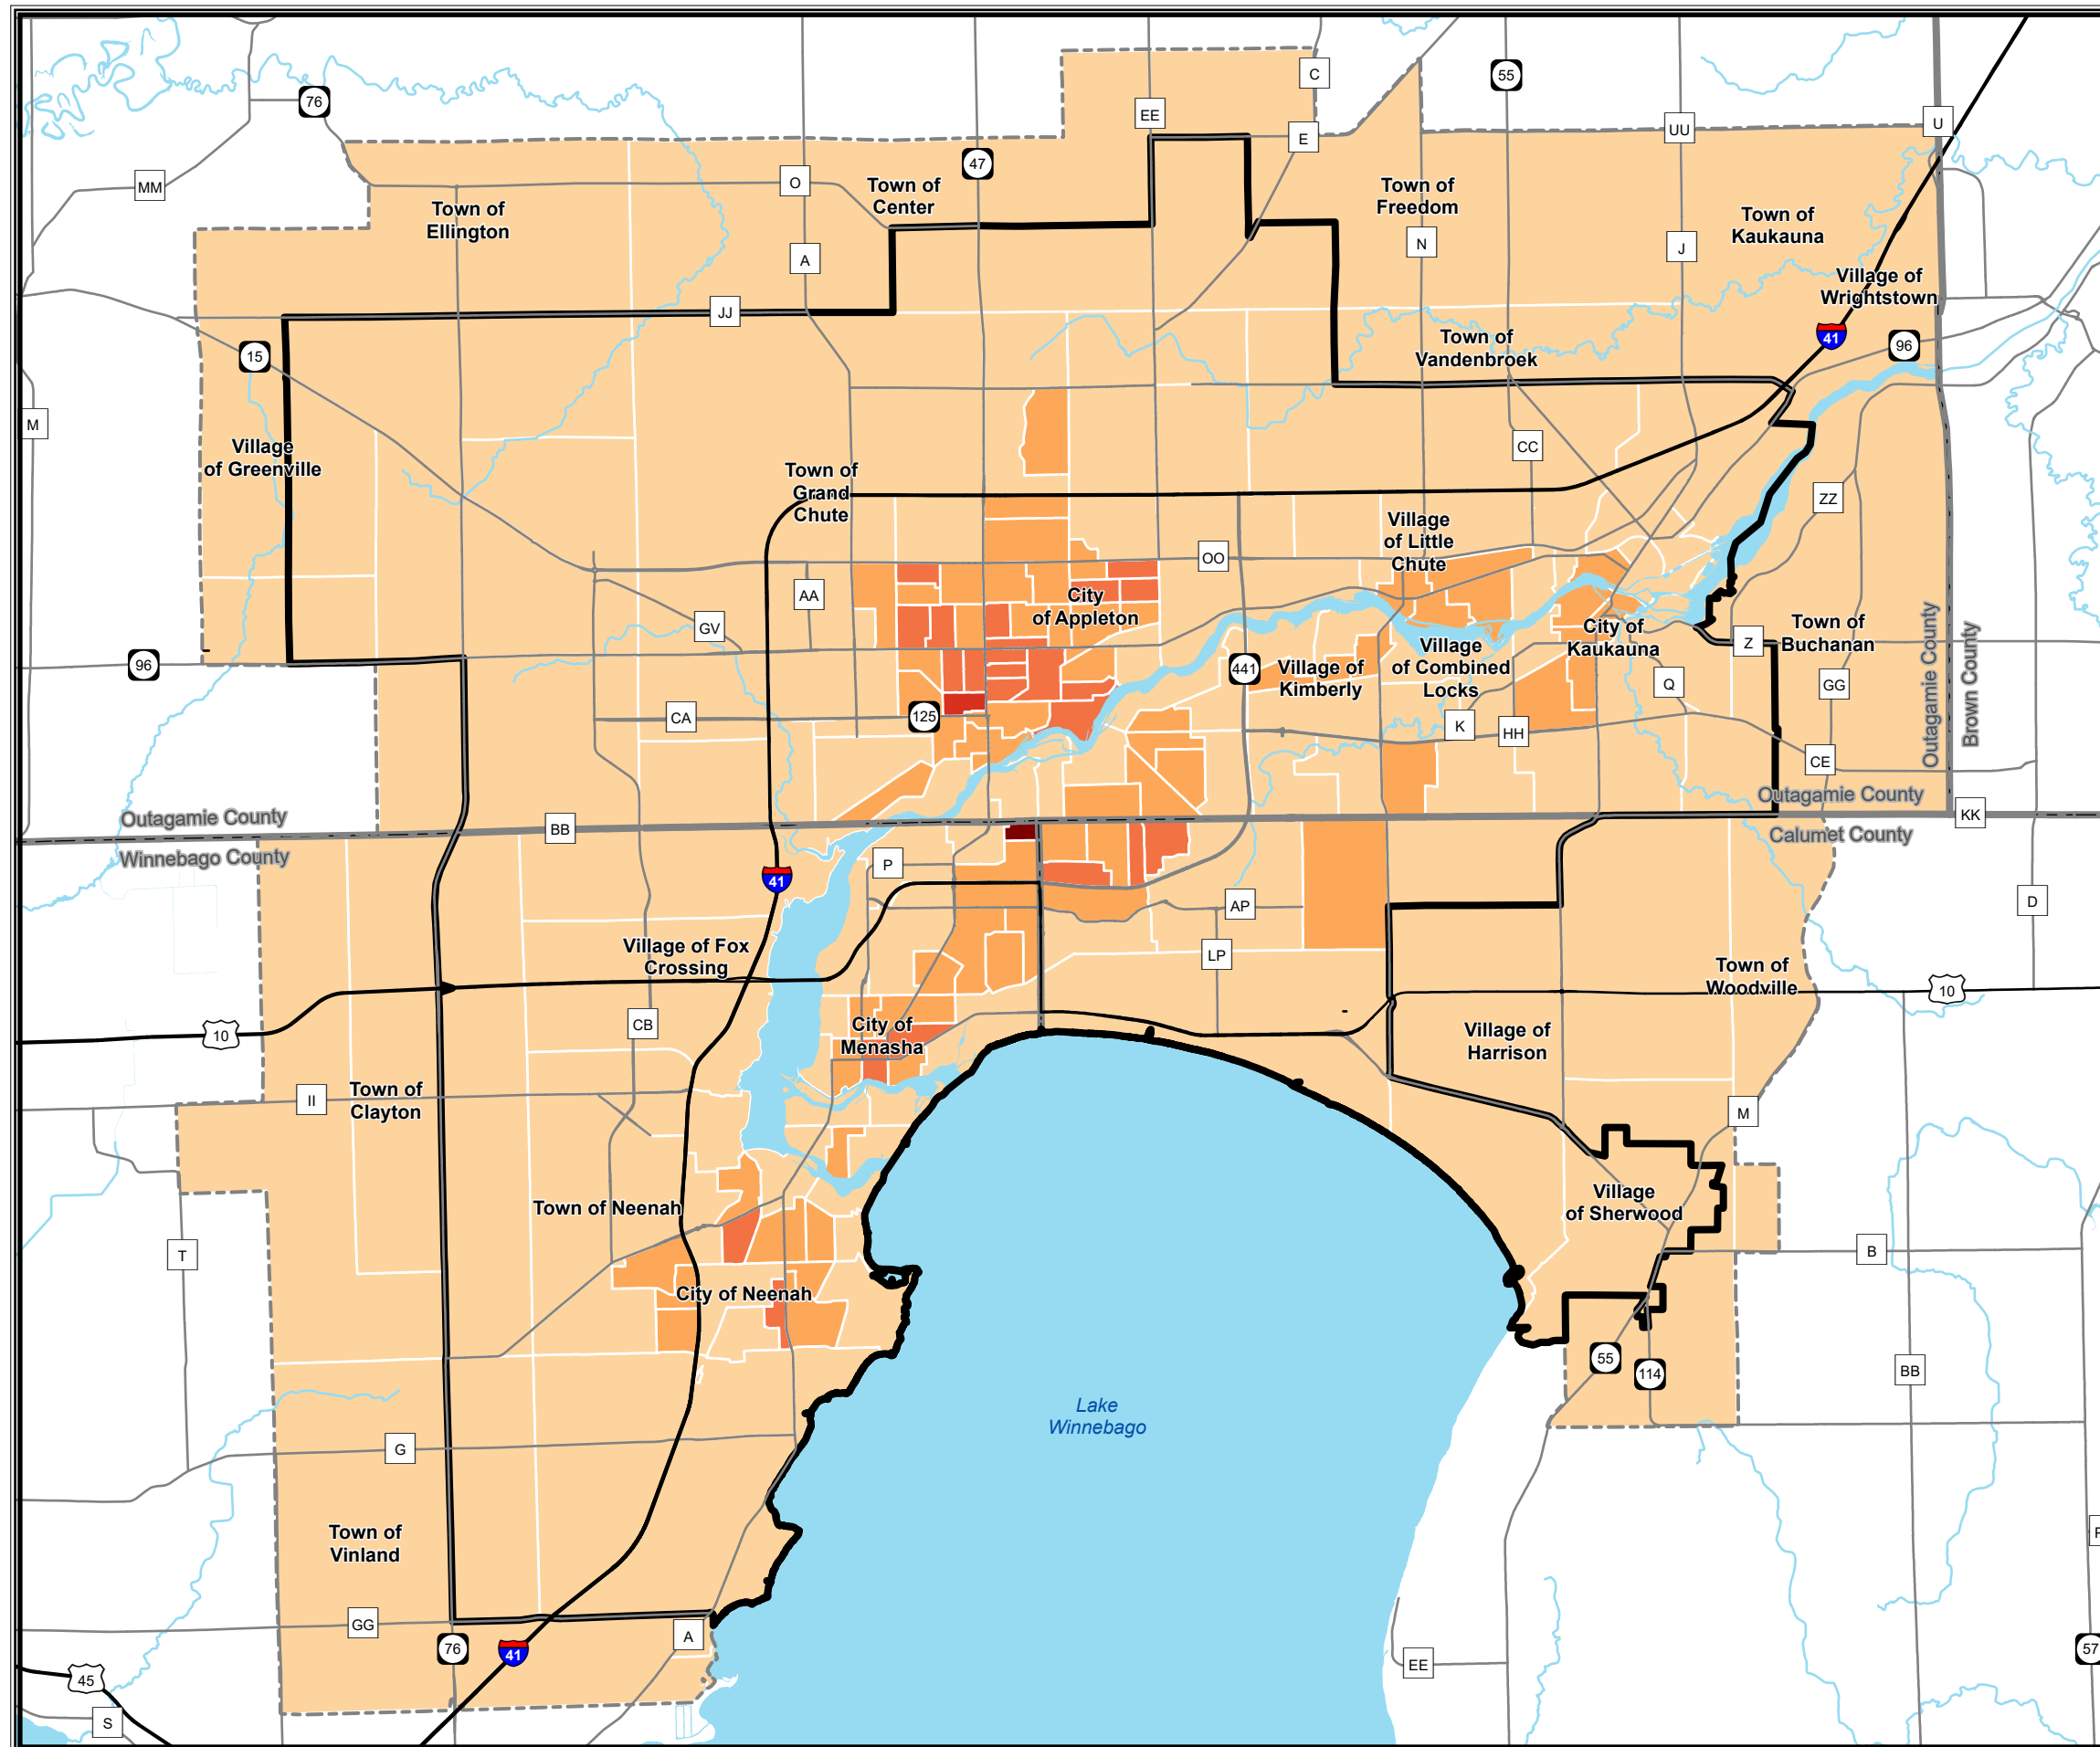 C
55
76
EE
U
UU
E
47
MM
O
Town of
Center
Town of
Freedom
Town of
Ellington
Town of
Kaukauna
N
J
A
Village of
Wrightstown
JJ
41
15
96
Town of
Vandenbroek
M
CC
Village
of Greenville
Town of
Grand
Chute
ZZ
Village
of Little
Chute
OO
AA
City
of Appleton
GV
City of
Kaukauna
Town of
Buchanan
Z
96
441
Village of
Kimberly
Village
of Combined
Locks
Q
GG
Outagamie County
Brown County
CA
125
K
HH
CE
Outagamie County
Winnebago County
BB
Outagamie County
Calumet County
KK
P
41
AP
D
Village of Fox
Crossing
LP
Town of
Woodville
10
10
CB
City of
Menasha
Village of
Harrison
II
Town of
Clayton
M
Town of Neenah
Village
of Sherwood
T
B
City of Neenah
55
114
BB
Lake
Winnebago
G
Town of
Vinland
GG
76
41
A
EE
57
45
S